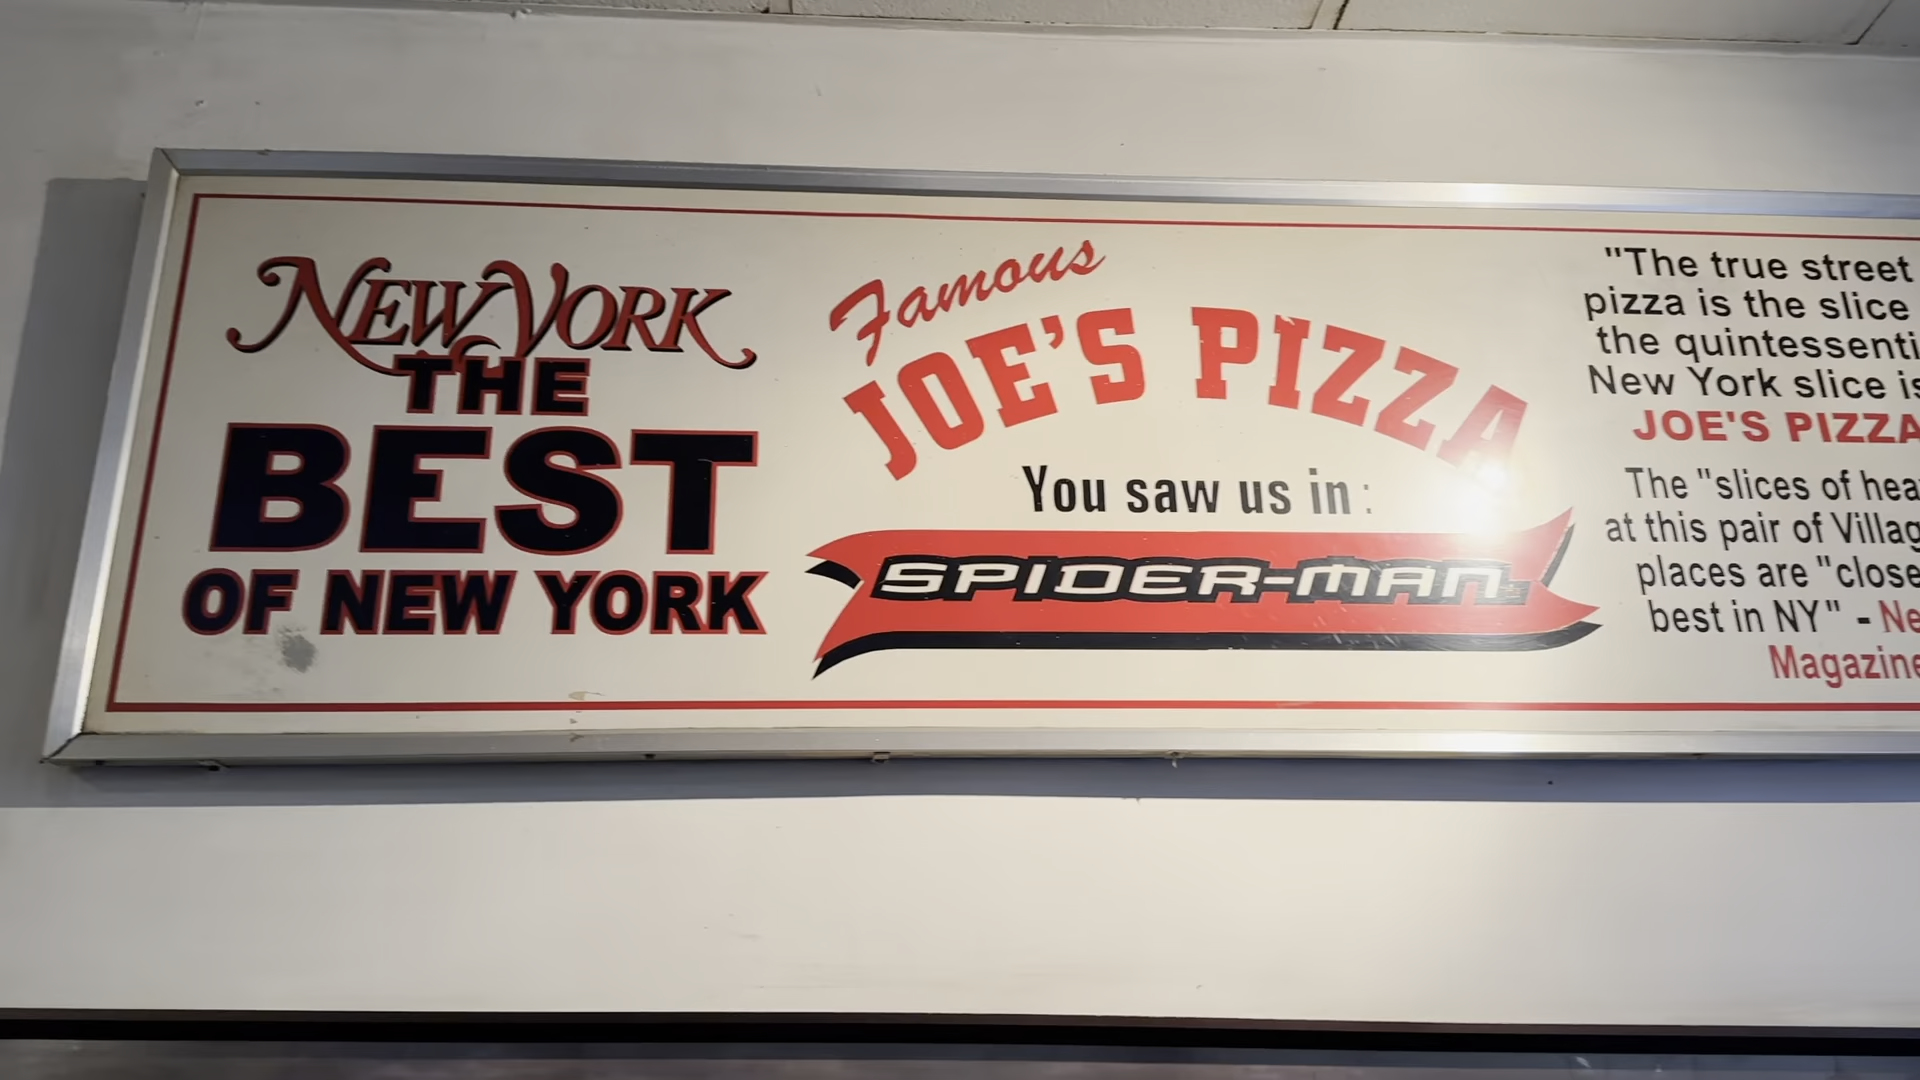 NEW YORK
THE
BEST
OF NEW YORK
Famous
JOE'S PIZZA
You saw us in:
SPIDER-MAN
"The true street
pizza is the slice
the quintessenti
New York slice is
JOE'S PIZZA
The "slices of hea
at this pair of Villag
places are "close
best in NY" - Ne
Magazine